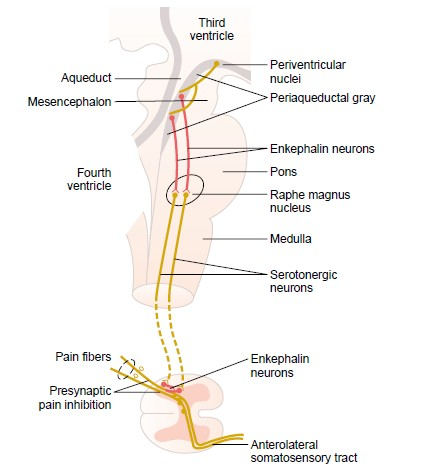 Third
ventricle
Aqueduct
Mesencephalon
Periventricular
nuclei
Periaqueductal gray
Enkephalin neurons
Fourth
ventricle
Pons
Raphe magnus
nucleus
Medulla
Serotonergic
neurons
Pain fibers
Presynaptic
pain inhibition
Enkephalin
neurons
Anterolateral
somatosensory tract